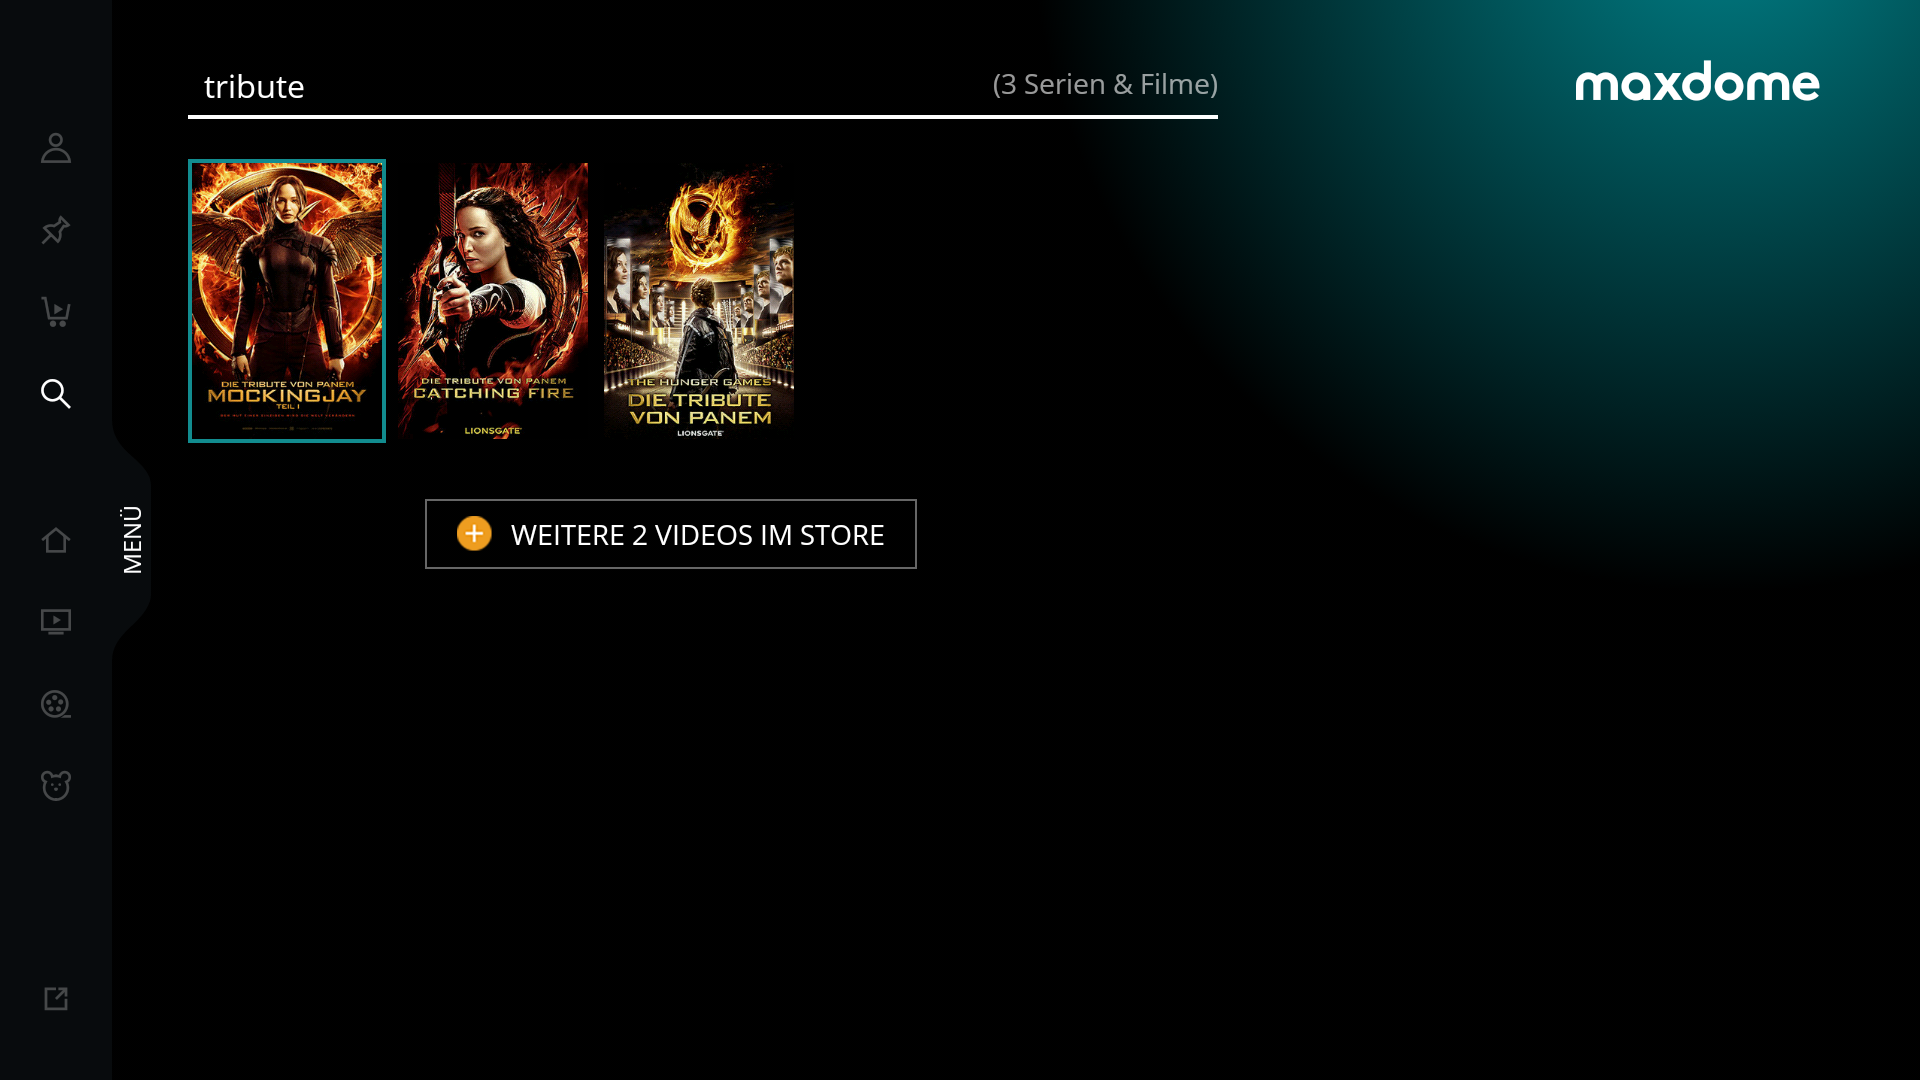 tribute
(3 Serien & Filme)
maxdome
DIE TRIBUTE VON PANEM
MOCKINGJAY
TEIL 1
DIE TRIBUTE VON PANEM
CATCHING FIRE
LIONSGATE
THE HUNGER GAMES
DIE TRIBUTE
VON PANEM
LIONSGATE
MENÜ
WEITERE 2 VIDEOS IM STORE